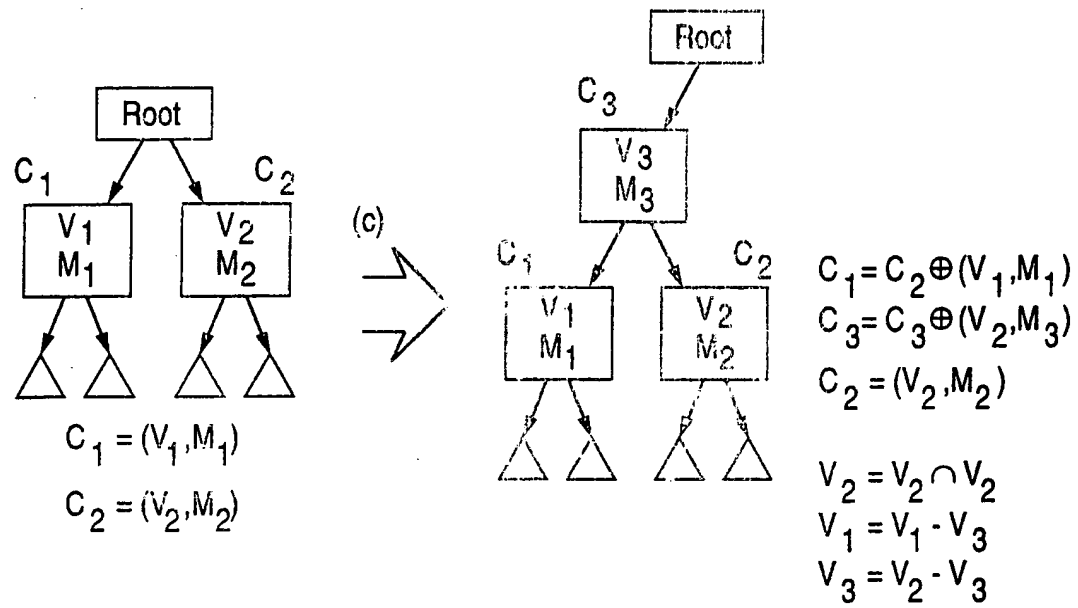 Root
C₁ C₂
V₁ V₂
M₁ M₂
C₁ = (V₁,M₁)
C₂ = (V₂,M₂)
(c)
Root
C₃
V₃
M₃
C₁ C₂
V₁ V₂
M₁ M₂
C₁ = C₂ ⊕ (V₁,M₁)
C₃ = C₃ ⊕ (V₂,M₃)
C₂ = (V₂,M₂)
V₂ = V₂ ∩ V₂
V₁ = V₁ - V₃
V₃ = V₂ - V₃